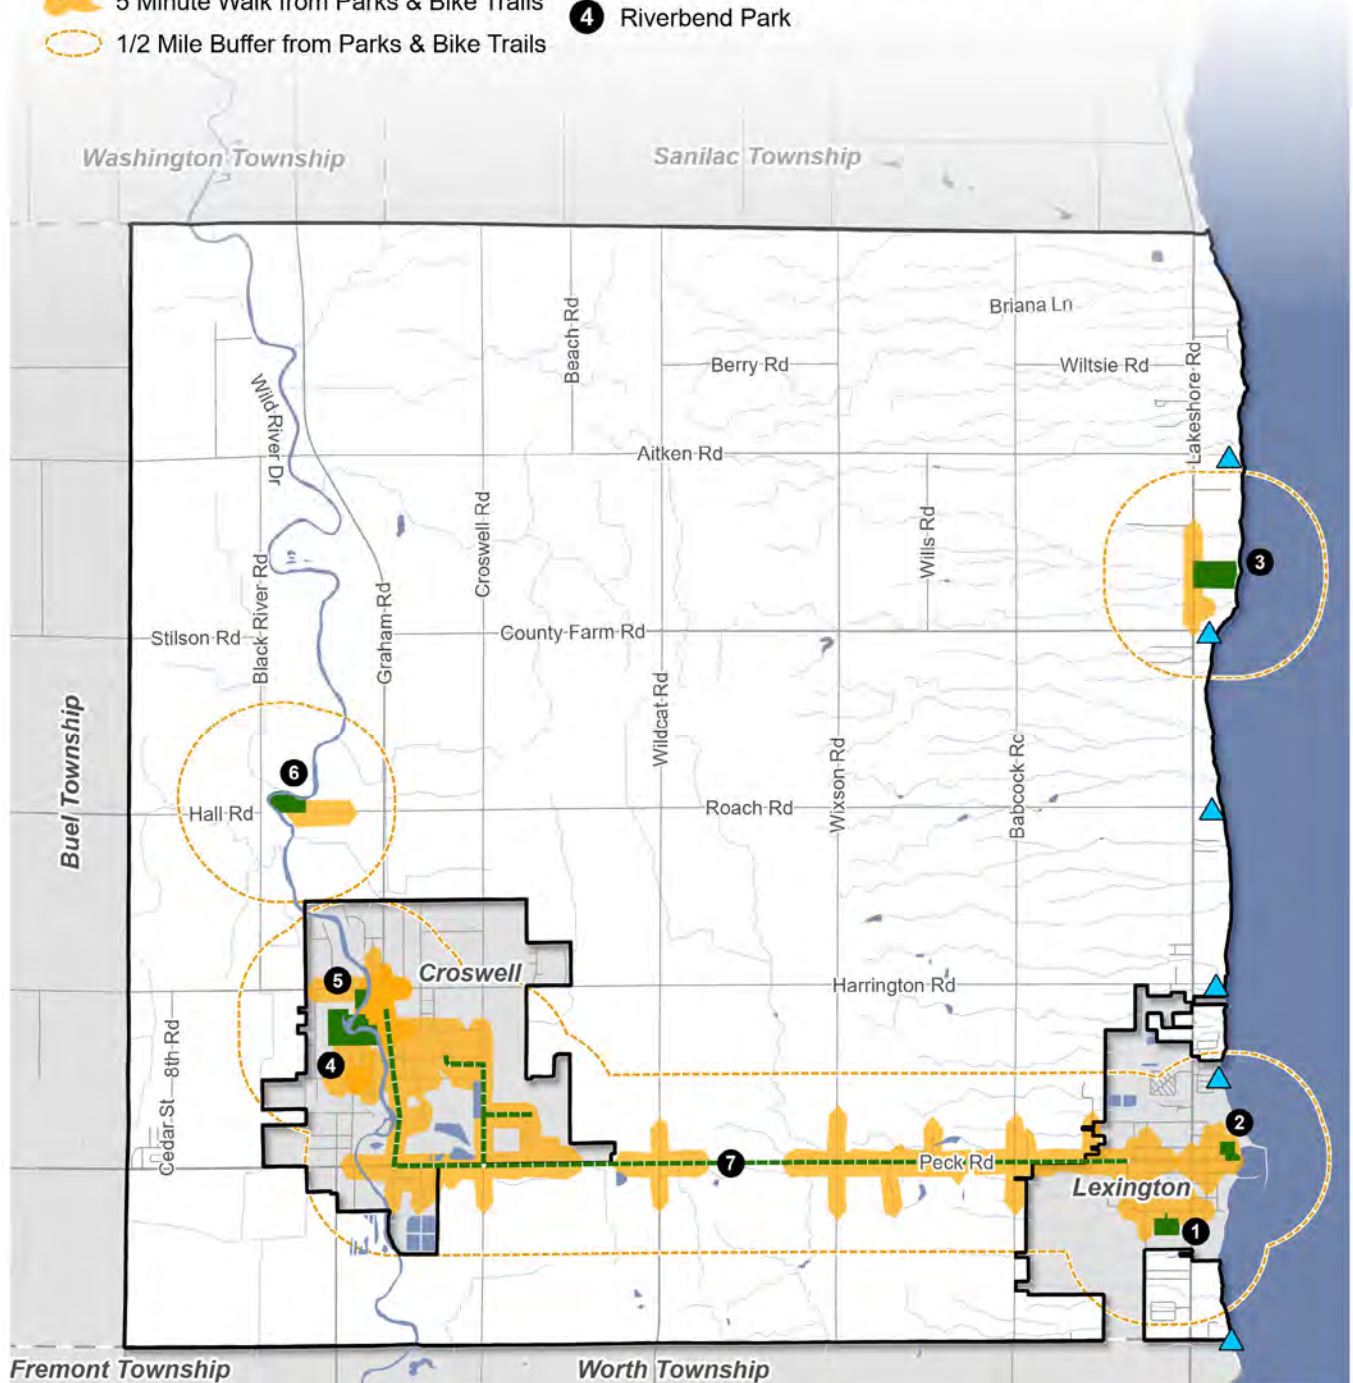 5 Minute Walk from Parks & Bike Trails
4 Riverbend Park
1/2 Mile Buffer from Parks & Bike Trails
Washington Township
Sanilac Township
Briana Ln
Beach Rd
Berry Rd
Wiltsie Rd
Lakeshore Rd
Wild River Dr
Aitken Rd
Croswell Rd
Wills Rd
3
Black River Rd
Graham Rd
Stilson Rd
County Farm Rd
Buel Township
Wildcat Rd
Wixson Rd
Babcock Rd
6
Hall Rd
Roach Rd
Croswell
5
Harrington Rd
8th Rd
Cedar St
4
2
7
Peck Rd
Lexington
1
Fremont Township
Worth Township